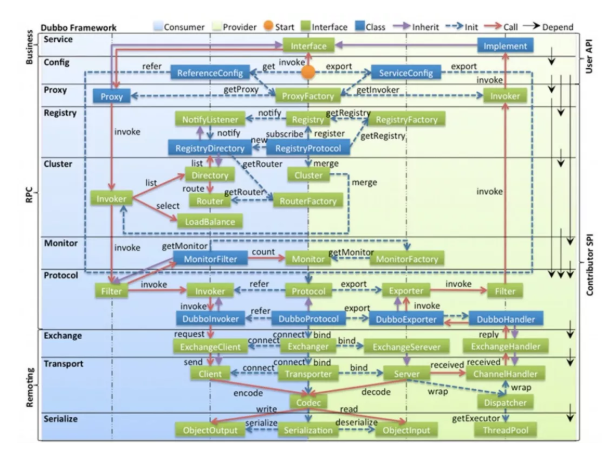 Dubbo Framework Consumer Provider Start Interface Class Inherit Init Call Depend
Business
Service
Interface
Implement
User API
Config
invoke
refer
ReferenceConfig
get
export
ServiceConfig
export
Proxy
Proxy
getProxy
ProxyFactory
getInvoker
invoke
Invoker
Registry
NotifyListener
notify
Registry
getRegistry
RegistryFactory
invoke
notify
subscribe
register
getRegistry
RegistryDirectory
new
RegistryProtocol
RPC
Cluster
list
getRouter
merge
Directory
Cluster
merge
list
route
getRouter
Invoker
Router
RouterFactory
invoke
select
LoadBalance
Monitor
invoke
getMonitor
MonitorFilter
count
Monitor
getMonitor
MonitorFactory
Contributor SPI
Protocol
Filter
invoke
Invoker
refer
Protocol
export
Exporter
invoke
Filter
invoke
export
invoke
DubboInvoker
refer
DubboProtocol
DubboExporter
DubboHandler
Remoting
Exchange
request
connect
bind
reply
ExchangeClient
connect
Exchanger
bind
ExchangeSerever
ExchangeHandler
Transport
send
connect
bind
received
received
Client
connect
Transporter
bind
Server
ChannelHandler
encode
decode
wrap
wrap
Codec
Dispatcher
Serialize
write
read
getExecutor
ObjectOutput
serialize
Serialization
deserialize
ObjectInput
ThreadPool